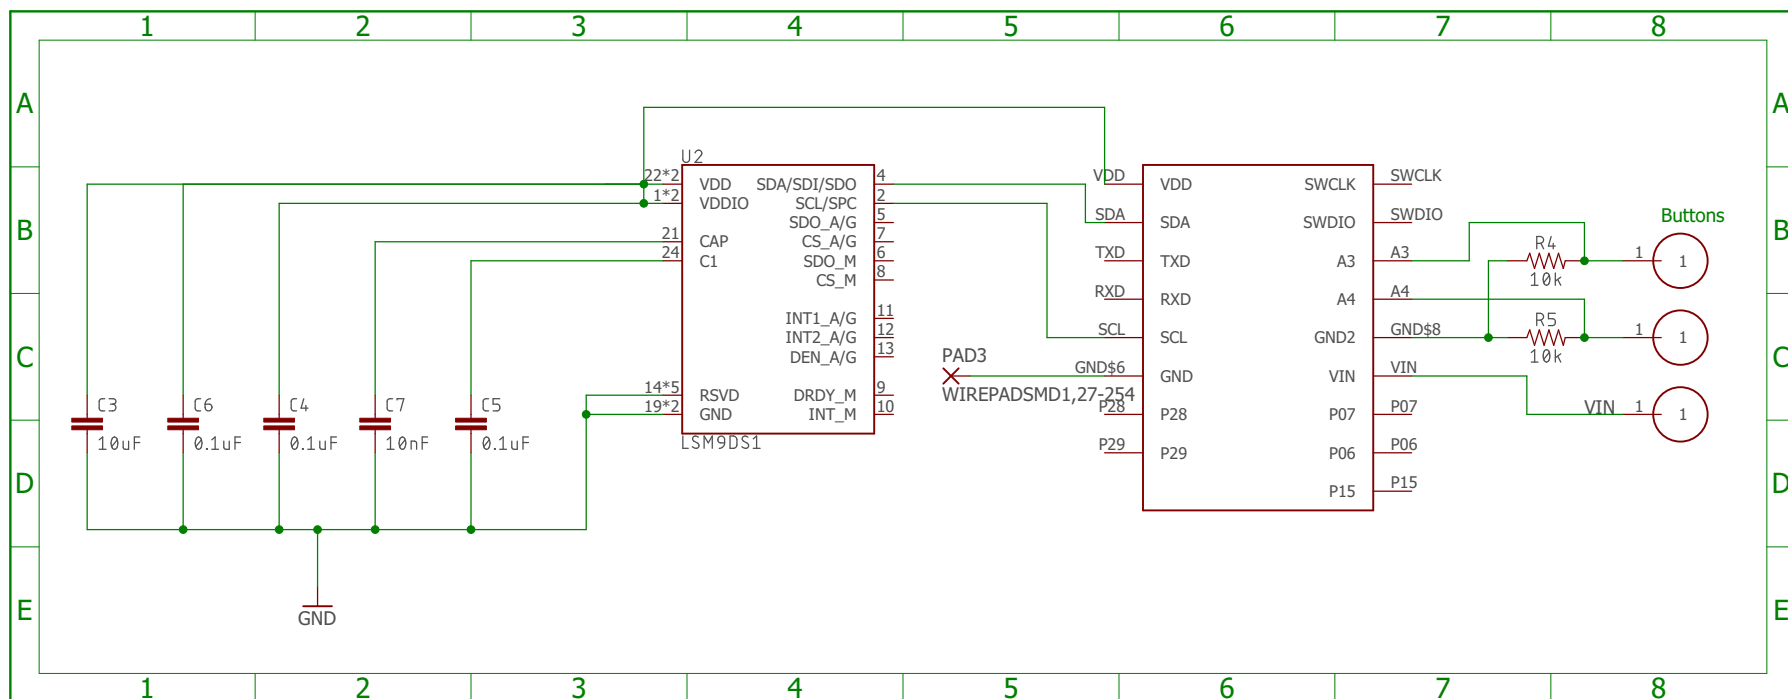 1 2 3 4 5 6 7 8
A A
B B
C C
D D
E E
U2
22*2 VDD SDA/SDI/SDO 4
1*2 VDDIO SCL/SPC 2
SDO_A/G 5
21 CAP CS_A/G 7
24 C1 SDO_M 6
CS_M 8
INT1_A/G 11
INT2_A/G 12
DEN_A/G 13
14*5 RSVD DRDY_M 9
19*2 GND INT_M 10
LSM9DS1
C3
10uF
C6
0.1uF
C4
0.1uF
C7
10nF
C5
0.1uF
GND
PAD3
WIREPADSMD1,27-254
VDD VDD SWCLK SWCLK
SDA SDA SWDIO SWDIO
TXD TXD A3 A3
RXD RXD A4 A4
SCL SCL GND2 GND$8
GND$6 GND VIN VIN
P28 P28 P07 P07
P29 P29 P06 P06
P15 P15
Buttons
R4
10k
1 1
R5
10k
1 1
VIN 1 1
1 2 3 4 5 6 7 8